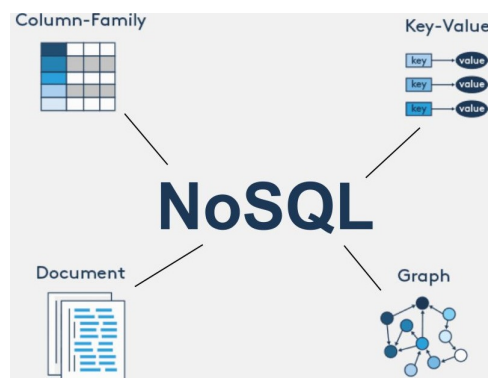 Column-Family
Key-Value
key value
key value
key value
NoSQL
Document
Graph